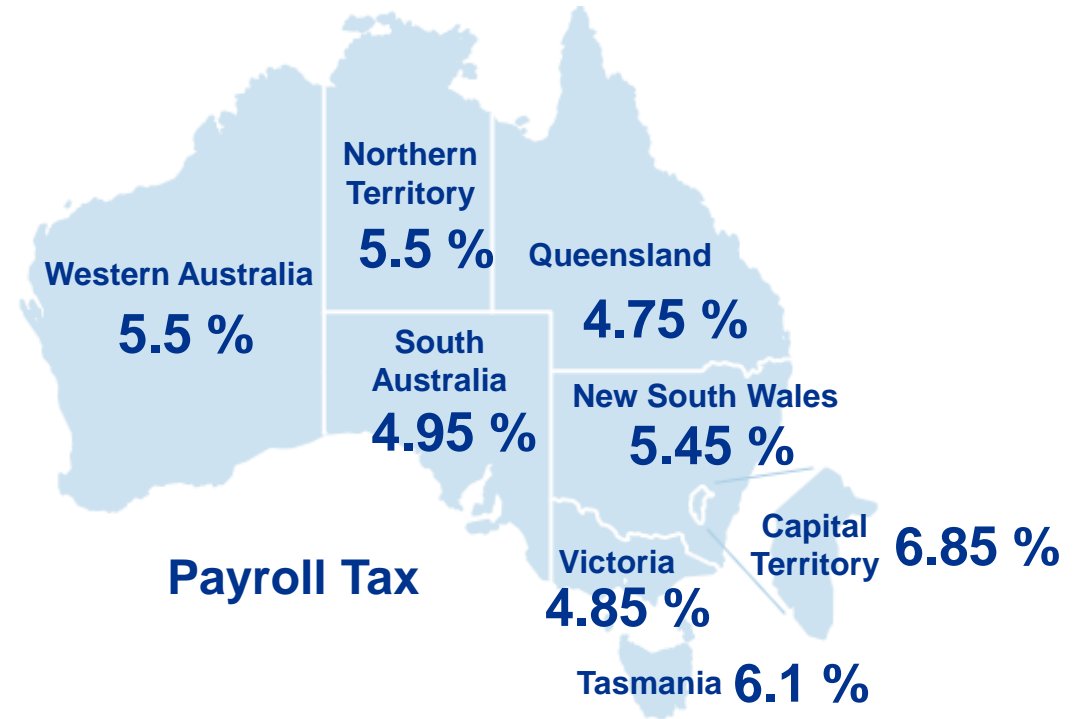 Northern
Territory
5.5 %
Queensland
4.75 %
Western Australia
5.5 %
South
Australia
4.95 %
New South Wales
5.45 %
Capital
Territory
6.85 %
Victoria
4.85 %
Payroll Tax
Tasmania 6.1 %